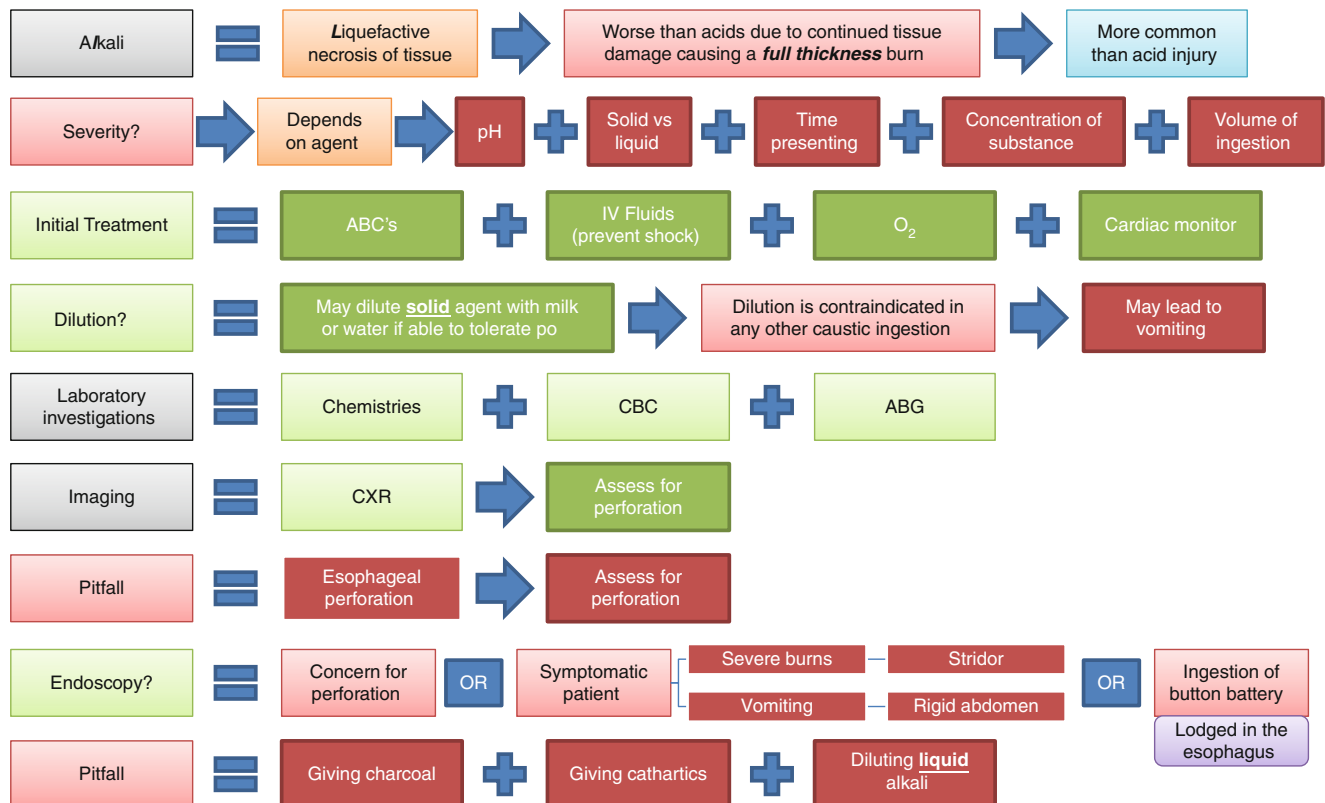 Alkali
Liquefactive
necrosis of tissue
Worse than acids due to continued tissue
damage causing a full thickness burn
More common
than acid injury
Severity?
Depends
on agent
pH
Solid vs
liquid
Time
presenting
Concentration of
substance
Volume of
ingestion
Initial Treatment
ABC's
IV Fluids
(prevent shock)
O2
Cardiac monitor
Dilution?
May dilute solid agent with milk
or water if able to tolerate po
Dilution is contraindicated in
any other caustic ingestion
May lead to
vomiting
Laboratory
investigations
Chemistries
CBC
ABG
Imaging
CXR
Assess for
perforation
Pitfall
Esophageal
perforation
Assess for
perforation
Endoscopy?
Concern for
perforation
OR
Symptomatic
patient
Severe burns
Stridor
Vomiting
Rigid abdomen
OR
Ingestion of
button battery
Lodged in the
esophagus
Pitfall
Giving charcoal
Giving cathartics
Diluting liquid
alkali